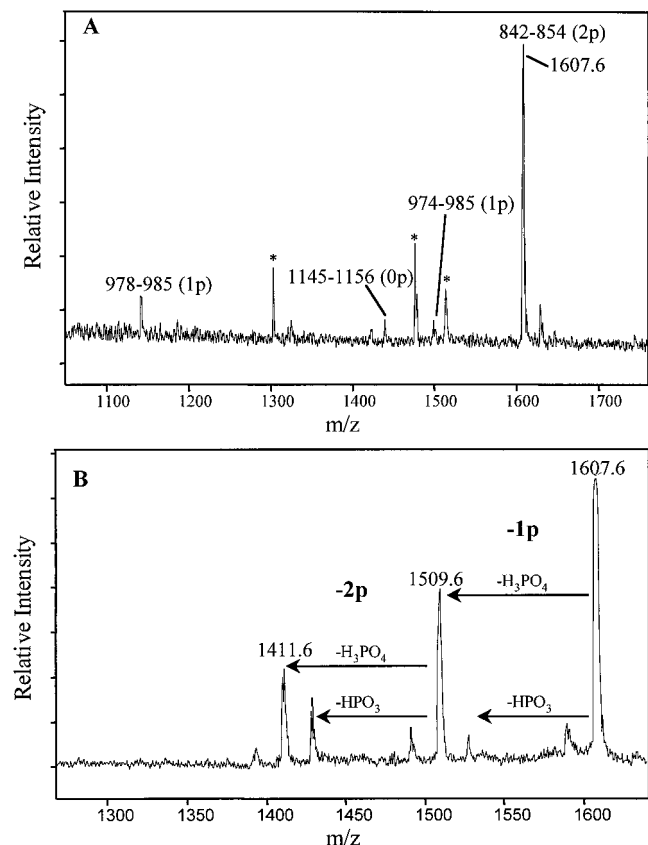 A
842-854 (2p)
1607.6
974-985 (1p)
*
*
*
1145-1156 (0p)
978-985 (1p)
Relative Intensity
1100 1200 1300 1400 1500 1600 1700
m/z
B
1607.6
-1p
1509.6
-H₃PO₄
-2p
1411.6
-H₃PO₄
-HPO₃
-HPO₃
Relative Intensity
1300 1350 1400 1450 1500 1550 1600
m/z